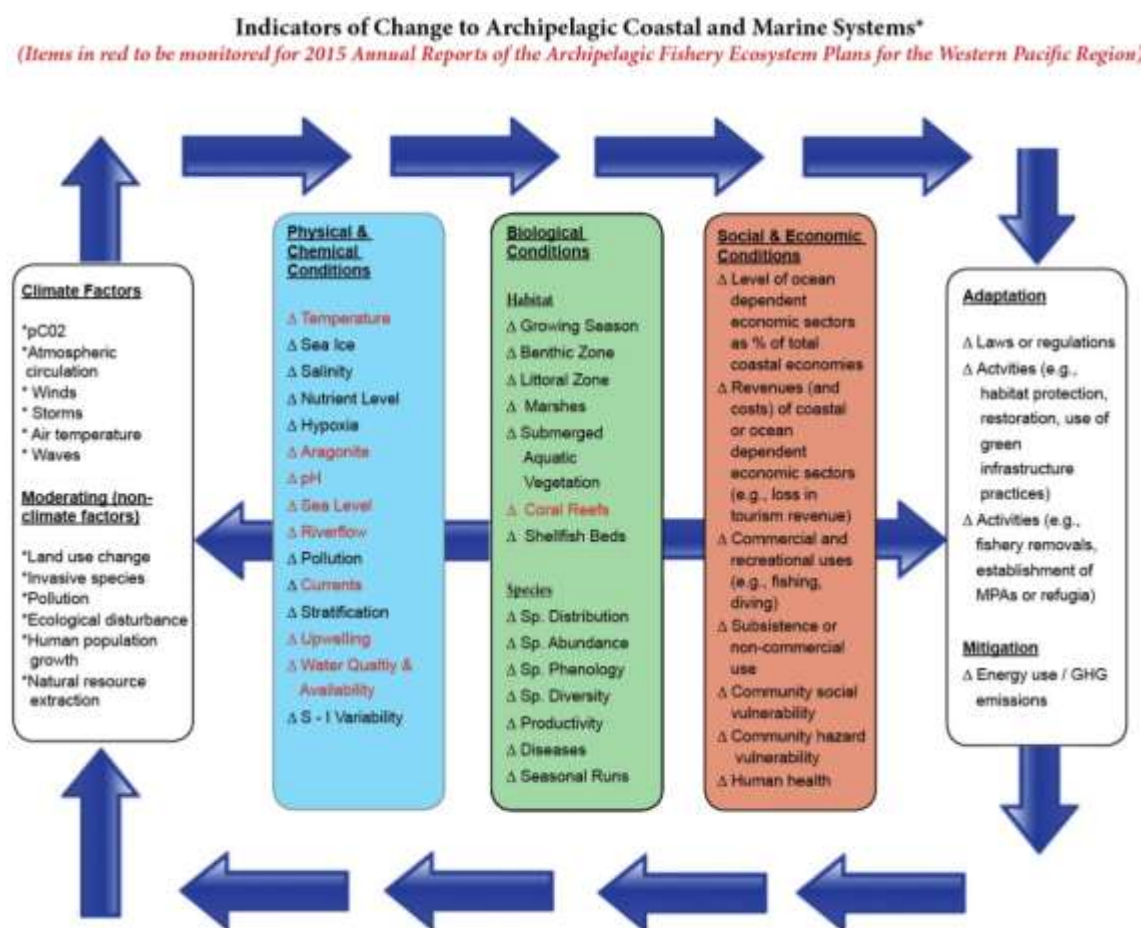 Indicators of Change to Archipelagic Coastal and Marine Systems*
(Items in red to be monitored for 2015 Annual Reports of the Archipelagic Fishery Ecosystem Plans for the Western Pacific Region)
Climate Factors
*pC02
*Atmospheric
circulation
* Winds
* Storms
* Air temperature
* Waves
Moderating (non-
climate factors)
*Land use change
*Invasive species
*Pollution
*Ecological disturbance
*Human population
growth
*Natural resource
extraction
Physical &
Chemical
Conditions
Δ Temperature
Δ Sea Ice
Δ Salinity
Δ Nutrient Level
Δ Hypoxia
Δ Aragonite
Δ pH
Δ Sea Level
Δ Riverflow
Δ Pollution
Δ Currents
Δ Stratification
Δ Upwelling
Δ Water Qualtiy &
Availability
Δ S - I Variability
Biological
Conditions
Habitat
Δ Growing Season
Δ Benthic Zone
Δ Littoral Zone
Δ Marshes
Δ Submerged
Aquatic
Vegetation
Δ Coral Reefs
Δ Shellfish Beds
Species
Δ Sp. Distribution
Δ Sp. Abundance
Δ Sp. Phenology
Δ Sp. Diversity
Δ Productivity
Δ Diseases
Δ Seasonal Runs
Social & Economic
Conditions
Δ Level of ocean
dependent
economic sectors
as % of total
coastal economies
Δ Revenues (and
costs) of coastal
or ocean
dependent
economic sectors
(e.g., loss in
tourism revenue)
Δ Commercial and
recreational uses
(e.g., fishing,
diving)
Δ Subsistence or
non-commercial
use
Δ Community social
vulnerability
Δ Community hazard
vulnerability
Δ Human health
Adaptation
Δ Laws or regulations
Δ Actvities (e.g.,
habitat protection,
restoration, use of
green
infrastructure
practices)
Δ Activities (e.g.,
fishery removals,
establishment of
MPAs or refugia)
Mitigation
Δ Energy use / GHG
emissions